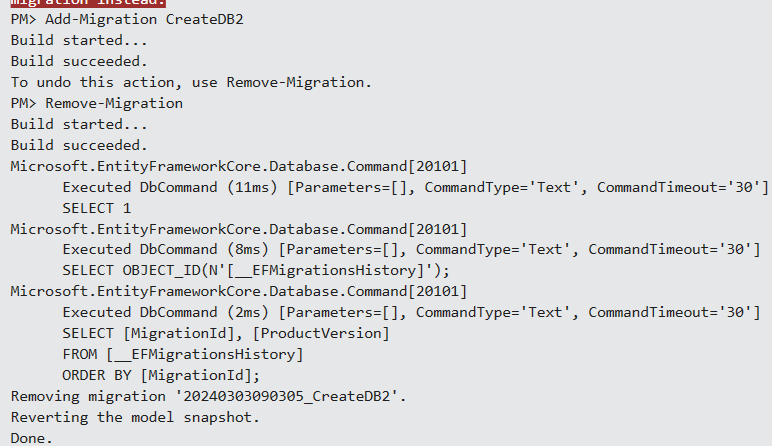 migration instead.
PM> Add-Migration CreateDB2
Build started...
Build succeeded.
To undo this action, use Remove-Migration.
PM> Remove-Migration
Build started...
Build succeeded.
Microsoft.EntityFrameworkCore.Database.Command[20101]
      Executed DbCommand (11ms) [Parameters=[], CommandType='Text', CommandTimeout='30']
      SELECT 1
Microsoft.EntityFrameworkCore.Database.Command[20101]
      Executed DbCommand (8ms) [Parameters=[], CommandType='Text', CommandTimeout='30']
      SELECT OBJECT_ID(N'[__EFMigrationsHistory]');
Microsoft.EntityFrameworkCore.Database.Command[20101]
      Executed DbCommand (2ms) [Parameters=[], CommandType='Text', CommandTimeout='30']
      SELECT [MigrationId], [ProductVersion]
      FROM [__EFMigrationsHistory]
      ORDER BY [MigrationId];
Removing migration '20240303090305_CreateDB2'.
Reverting the model snapshot.
Done.